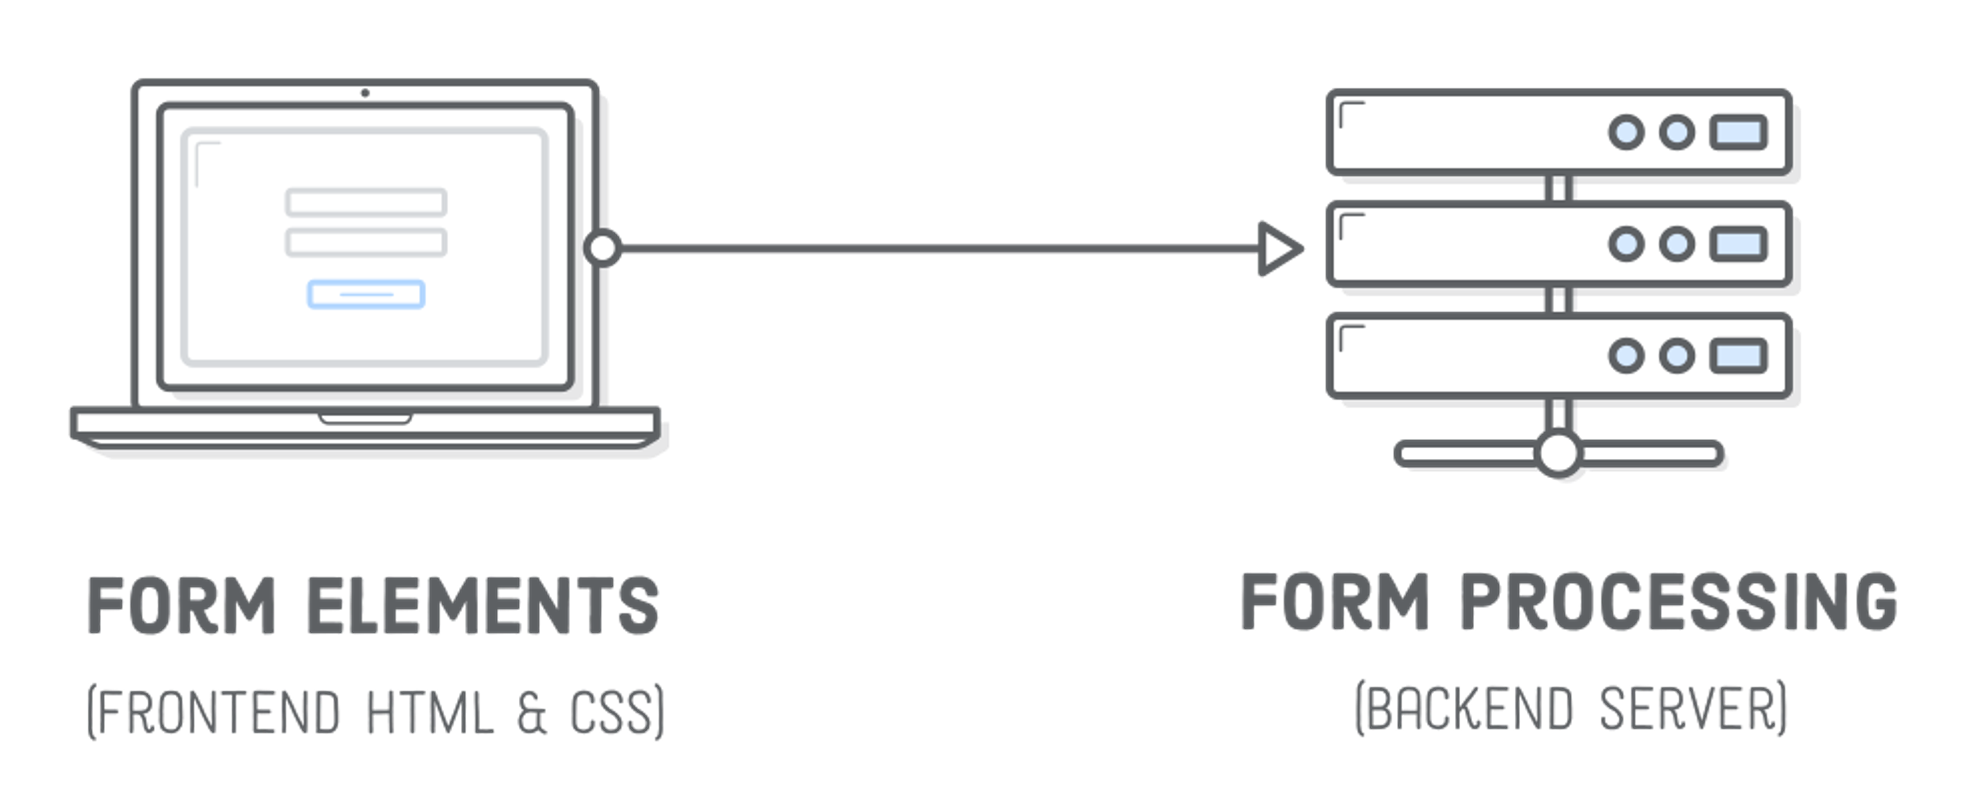 FORM ELEMENTS
(FRONTEND HTML & CSS)
FORM PROCESSING
(BACKEND SERVER)